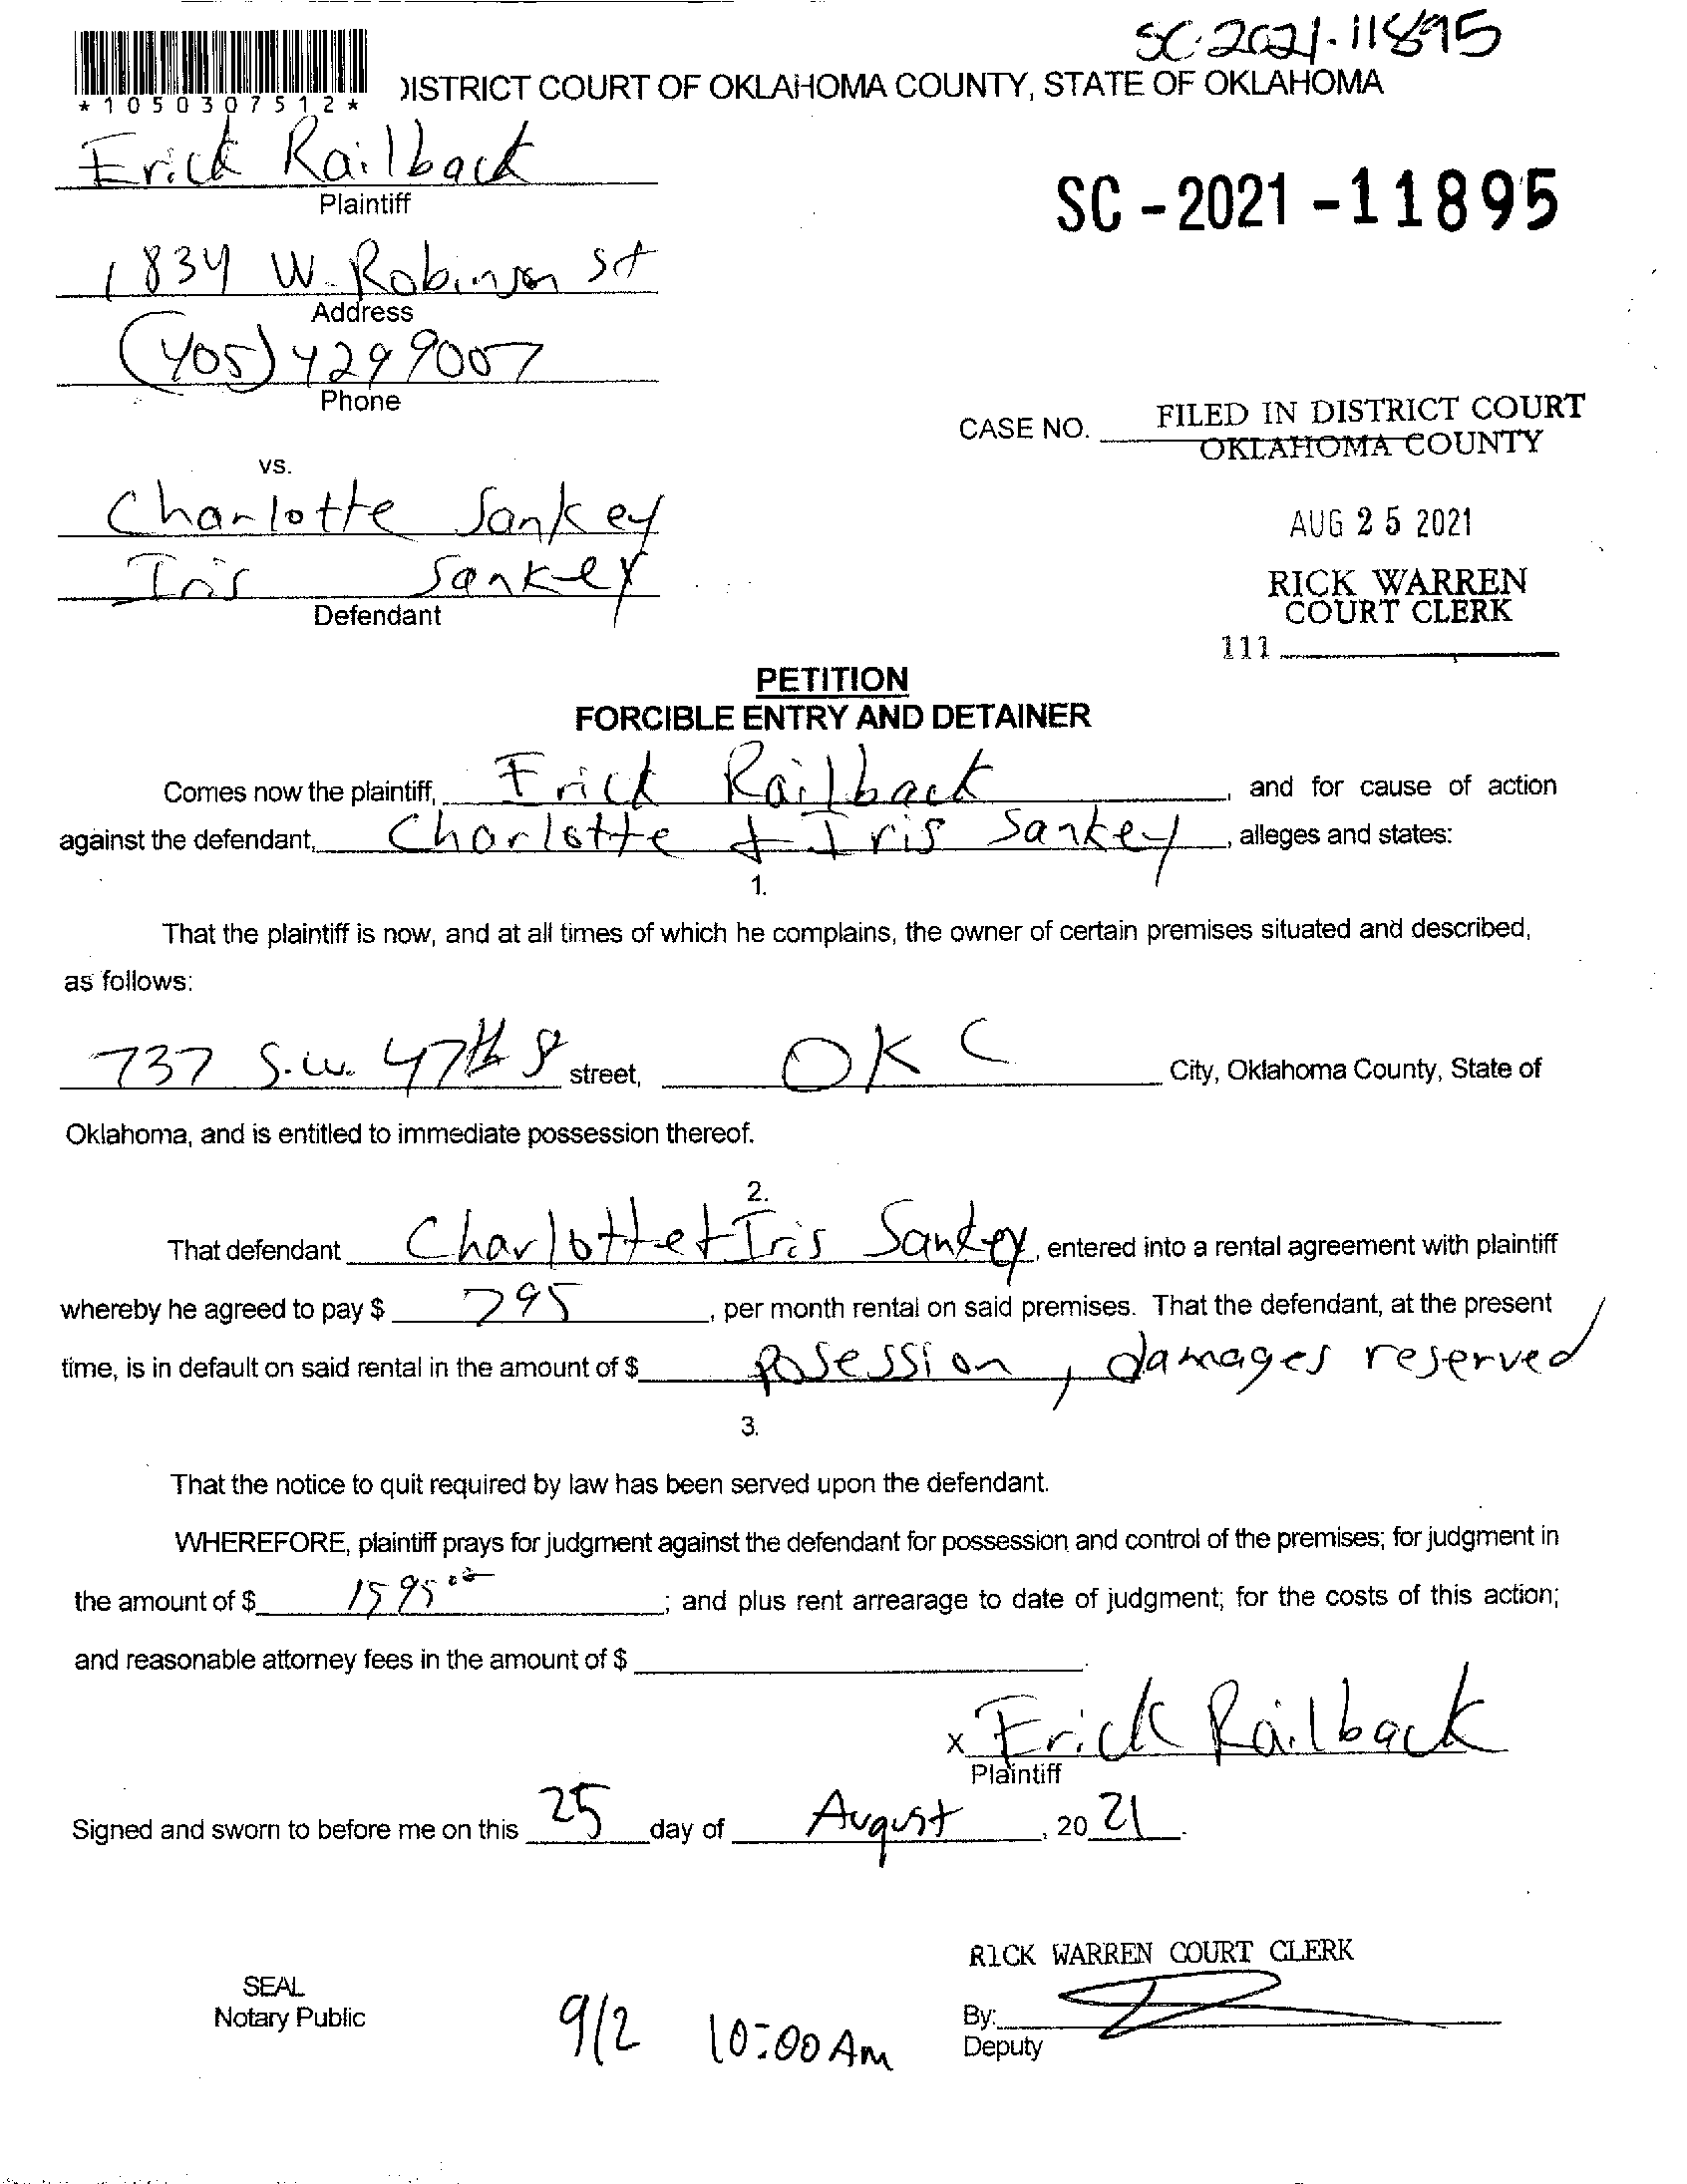 SC-2021-11895
*1050307512*
DISTRICT COURT OF OKLAHOMA COUNTY, STATE OF OKLAHOMA
Erick Railback
Plaintiff
SC-2021-11895
1834 W. Robinson St
Address
(405) 429 9007
Phone
CASE NO.
FILED IN DISTRICT COURT
OKLAHOMA COUNTY
vs.
Charlotte Sankey
AUG 25 2021
Iris Sankey
Defendant
RICK WARREN
COURT CLERK
111
PETITION
FORCIBLE ENTRY AND DETAINER
Comes now the plaintiff, Erick Railback, and for cause of action
against the defendant, Charlotte & Iris Sankey, alleges and states:
1.
That the plaintiff is now, and at all times of which he complains, the owner of certain premises situated and described,
as follows:
737 S.W. 47th St street, OKC City, Oklahoma County, State of
Oklahoma, and is entitled to immediate possession thereof.
2.
That defendant Charlotte & Iris Sankey, entered into a rental agreement with plaintiff
whereby he agreed to pay $ 795, per month rental on said premises. That the defendant, at the present
time, is in default on said rental in the amount of $ posession, damages reserved
3.
That the notice to quit required by law has been served upon the defendant.
WHEREFORE, plaintiff prays for judgment against the defendant for possession and control of the premises; for judgment in
the amount of $ 1595 00; and plus rent arrearage to date of judgment; for the costs of this action;
and reasonable attorney fees in the amount of $
x Erick Railback
Plaintiff
Signed and sworn to before me on this 25 day of August, 20 21.
RICK WARREN COURT CLERK
SEAL
Notary Public
9/2 10:00 Am
By:
Deputy